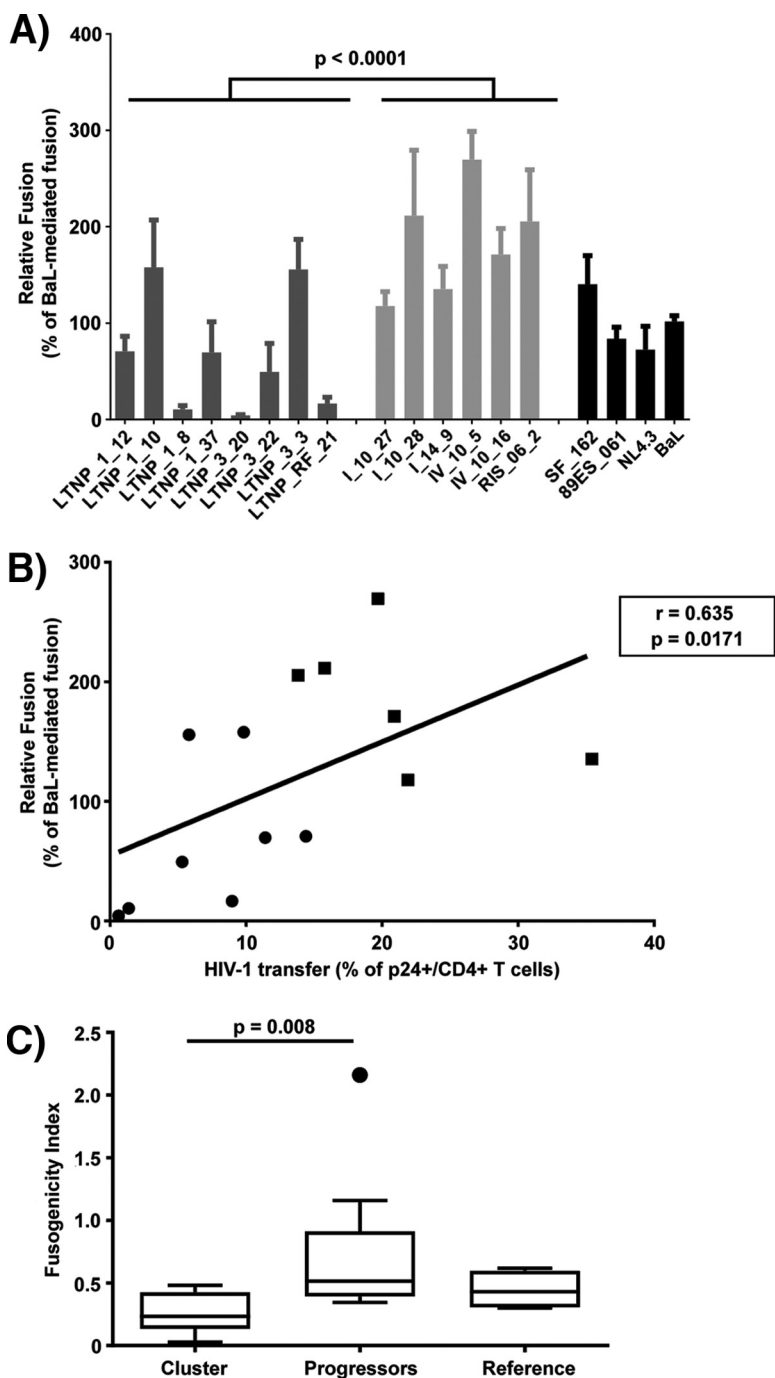 A)
400
p < 0.0001
300
200
100
0
Relative Fusion
(% of BaL-mediated fusion)
LTNP_1_12
LTNP_1_10
LTNP_1_8
LTNP_1_37
LTNP_3_20
LTNP_3_22
LTNP_3_3
LTNP_RF_21
I_10_27
I_10_28
I_14_9
IV_10_5
IV_10_16
RIS_06_2
SF_162
89ES_061
NL4.3
BaL
B)
300
r = 0.635
p = 0.0171
200
100
0
Relative Fusion
(% of BaL-mediated fusion)
0 10 20 30 40
HIV-1 transfer (% of p24+/CD4+ T cells)
C)
2.5
p = 0.008
2.0
1.5
1.0
0.5
0
Fusogenicity Index
Cluster Progressors Reference